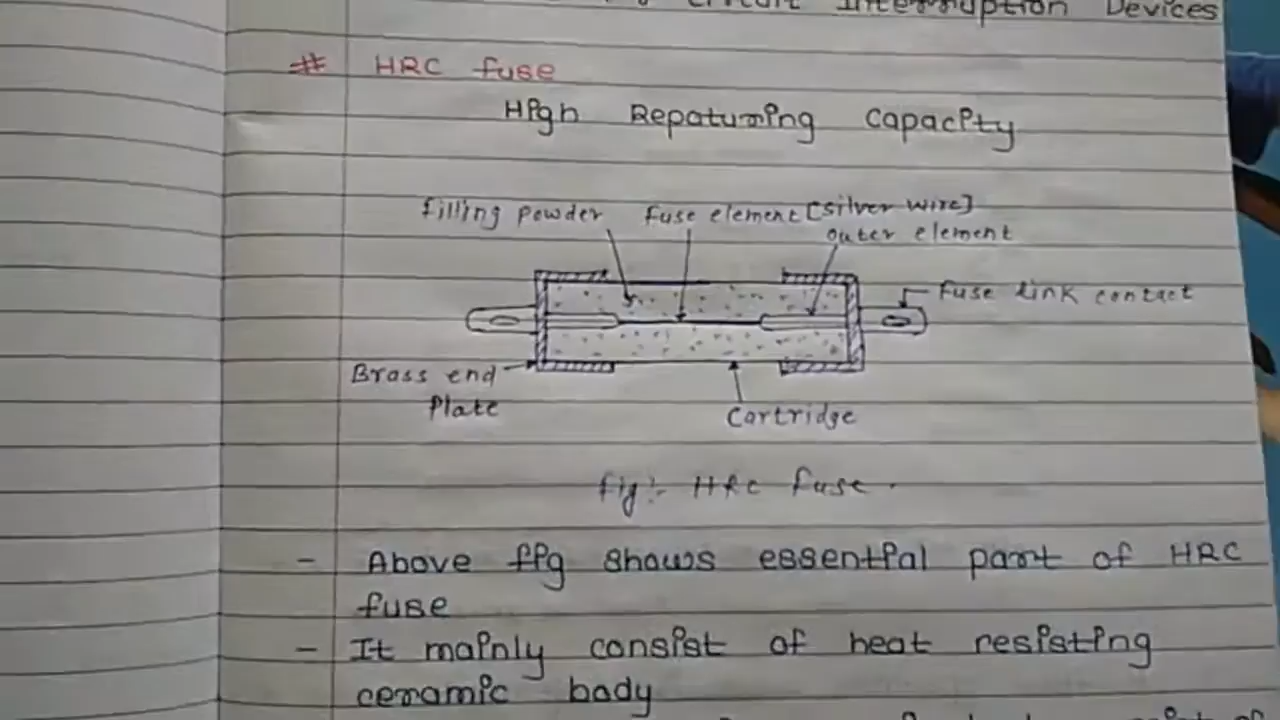 Circuit Interruption Devices
# HRC fuse
High Repaturing Capacity
filling powder fuse element [silver wire]
outer element
fuse link contact
Brass end
Plate
Cartridge
fig:- HRC fuse.
- Above fig shows essential part of HRC
fuse
- It mainly consist of heat resisting
ceramic body